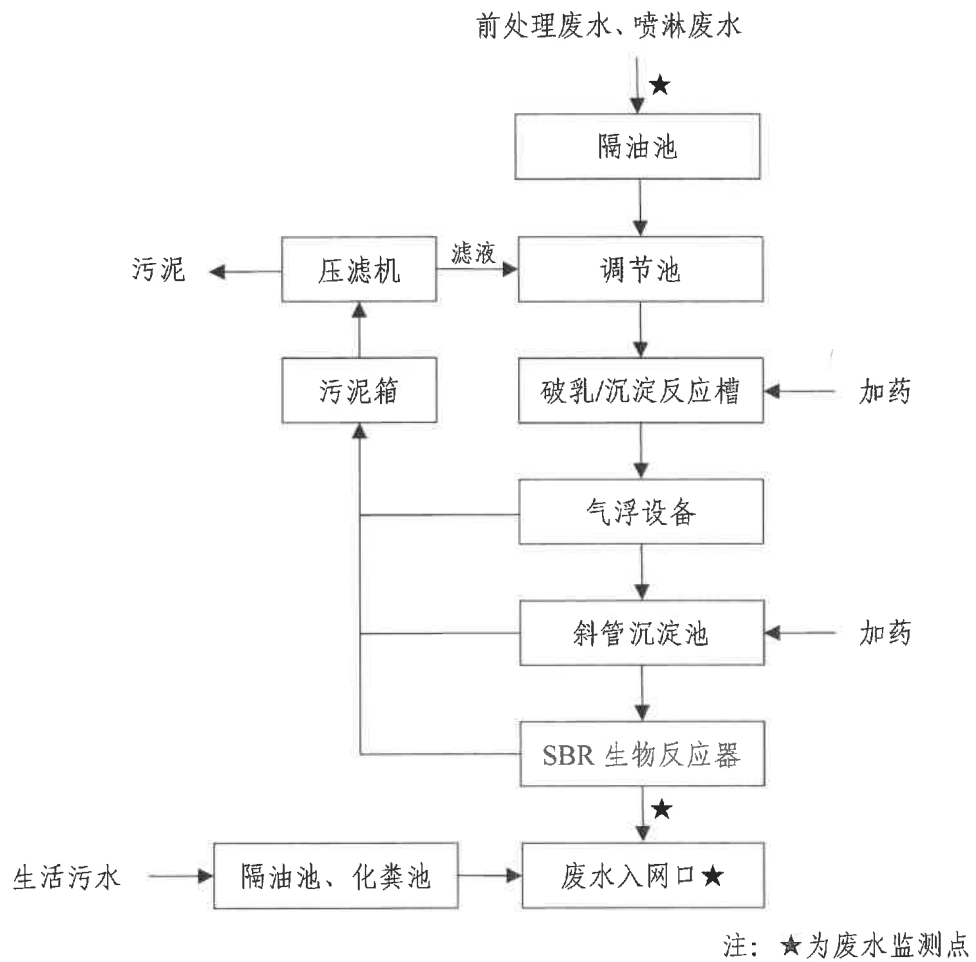 前处理废水、喷淋废水
★
隔油池
污泥
压滤机
滤液
调节池
污泥箱
破乳/沉淀反应槽
加药
气浮设备
斜管沉淀池
加药
SBR 生物反应器
★
生活污水
隔油池、化粪池
废水入网口★
注：★为废水监测点